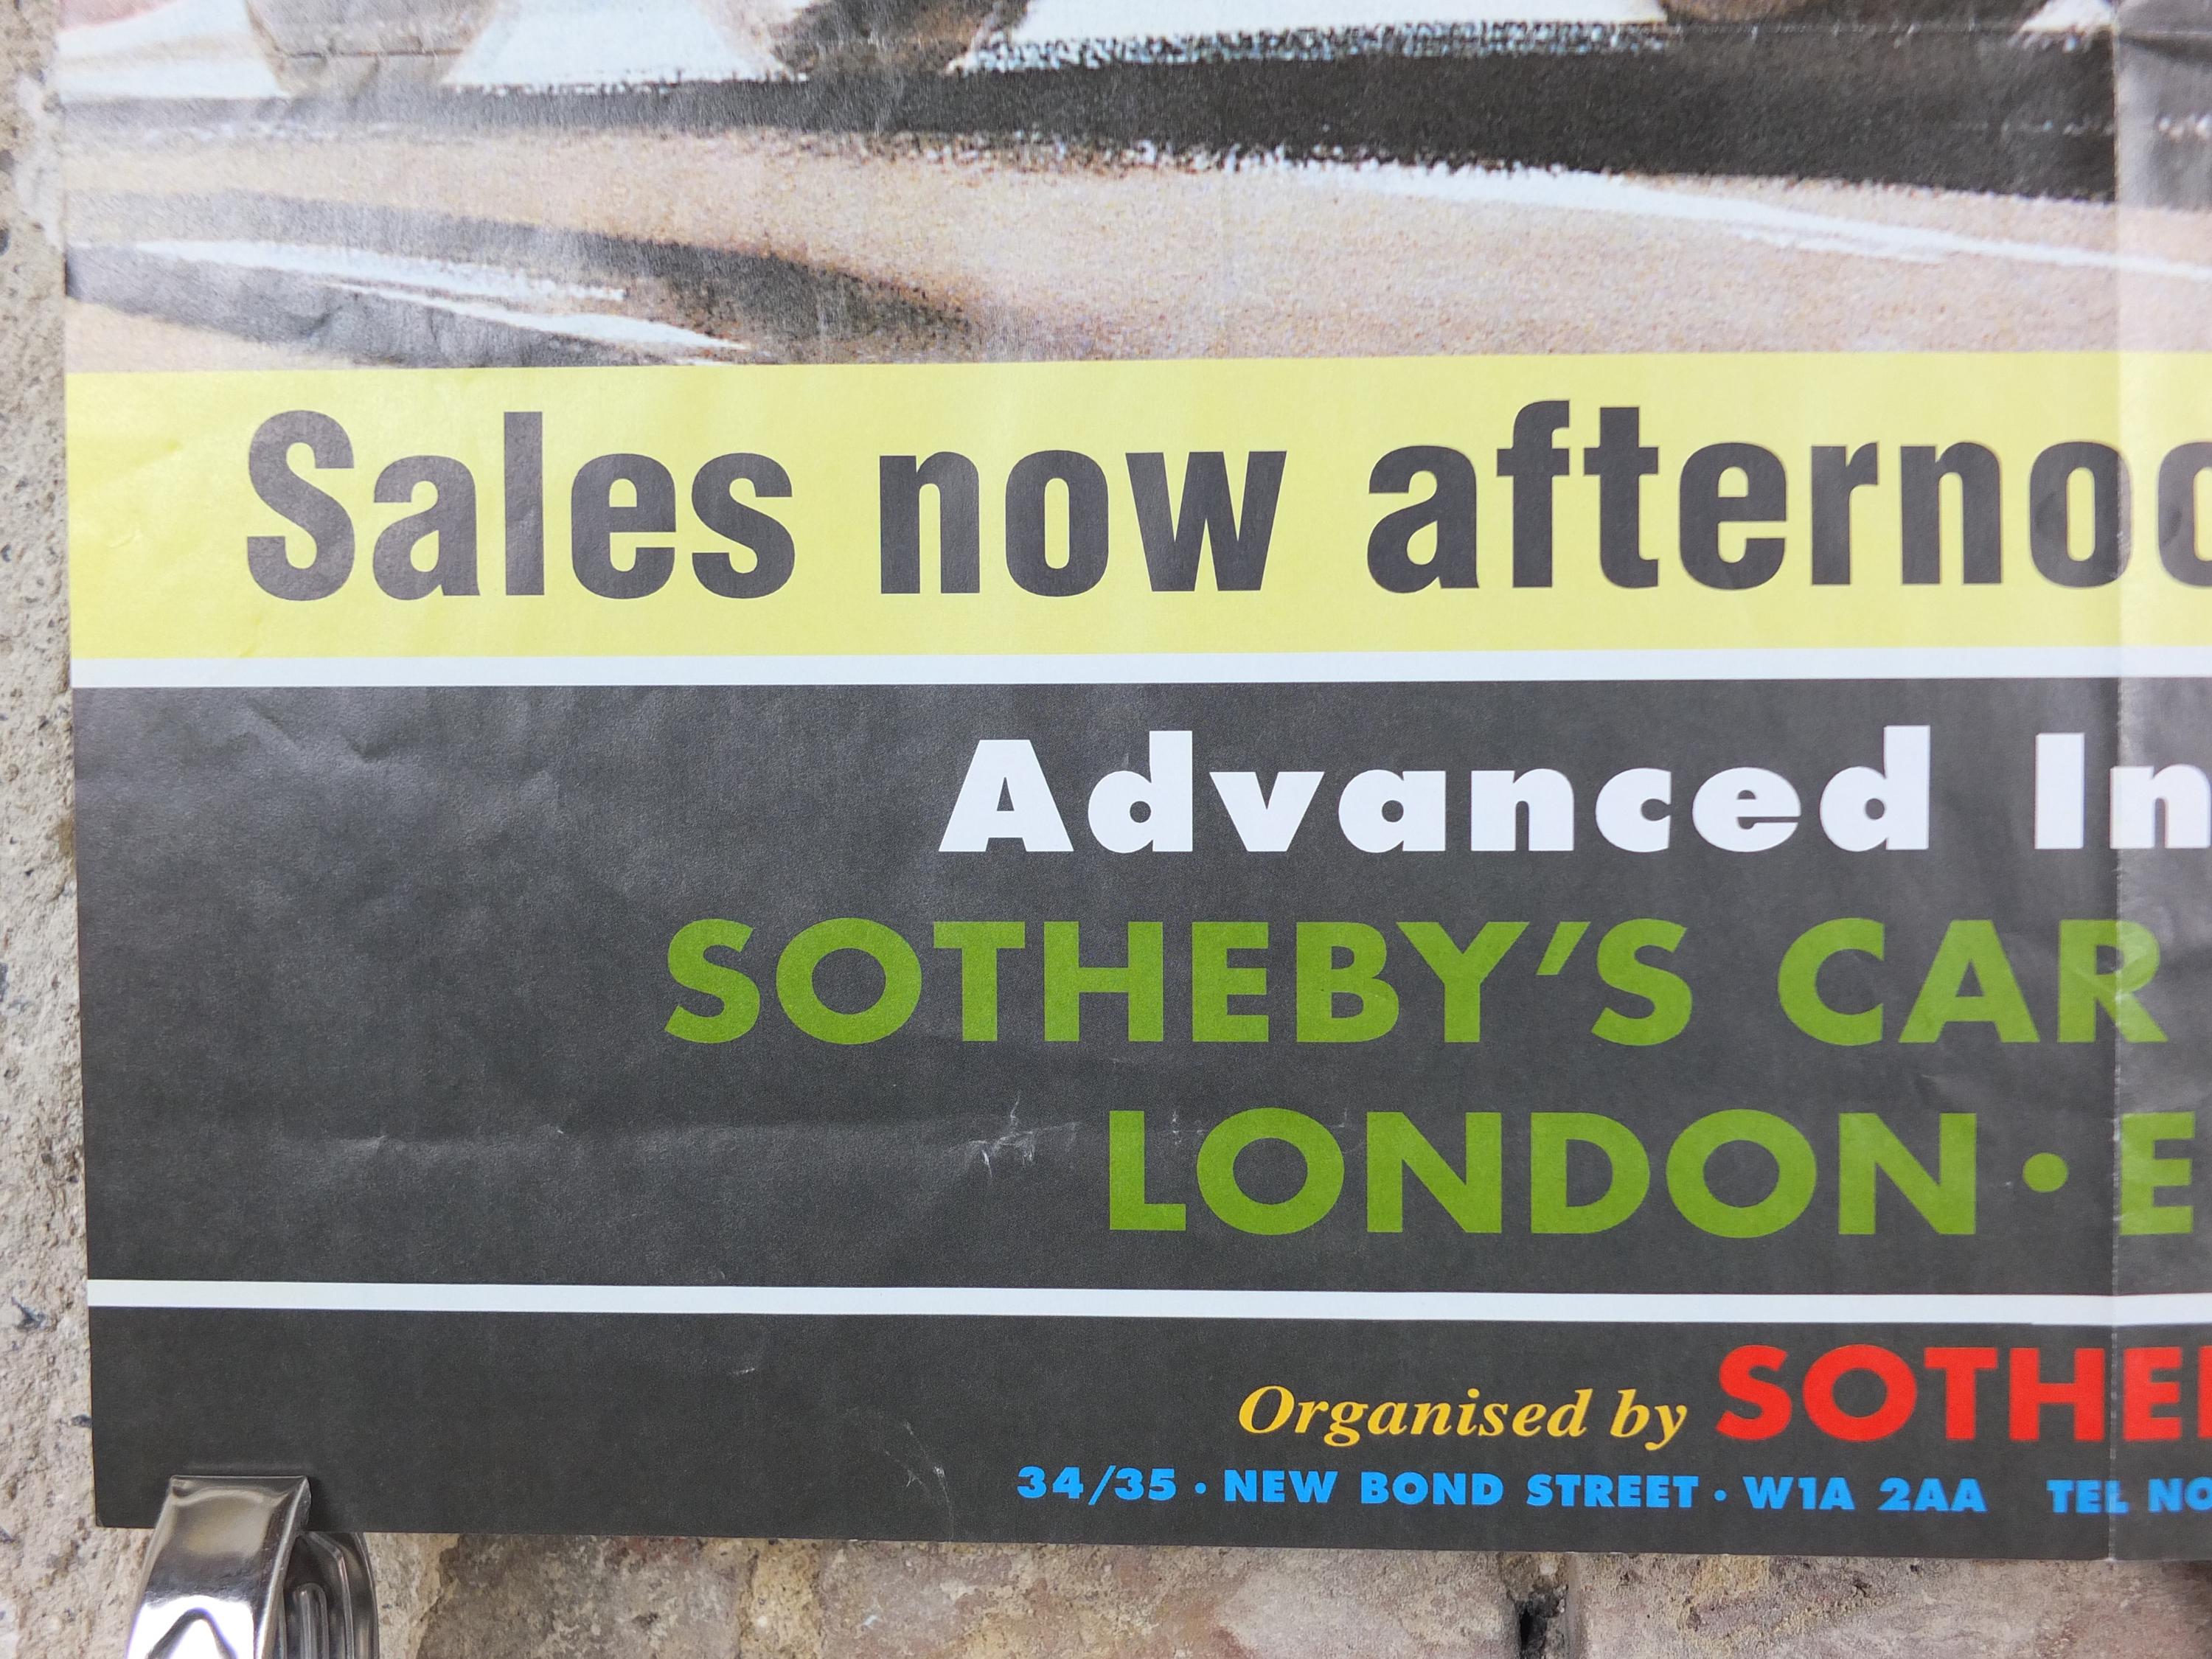 Sales now afternoo
Advanced In
SOTHEBY'S CAR
LONDON · E
Organised by SOTHE
34/35 · NEW BOND STREET · W1A 2AA TEL NO